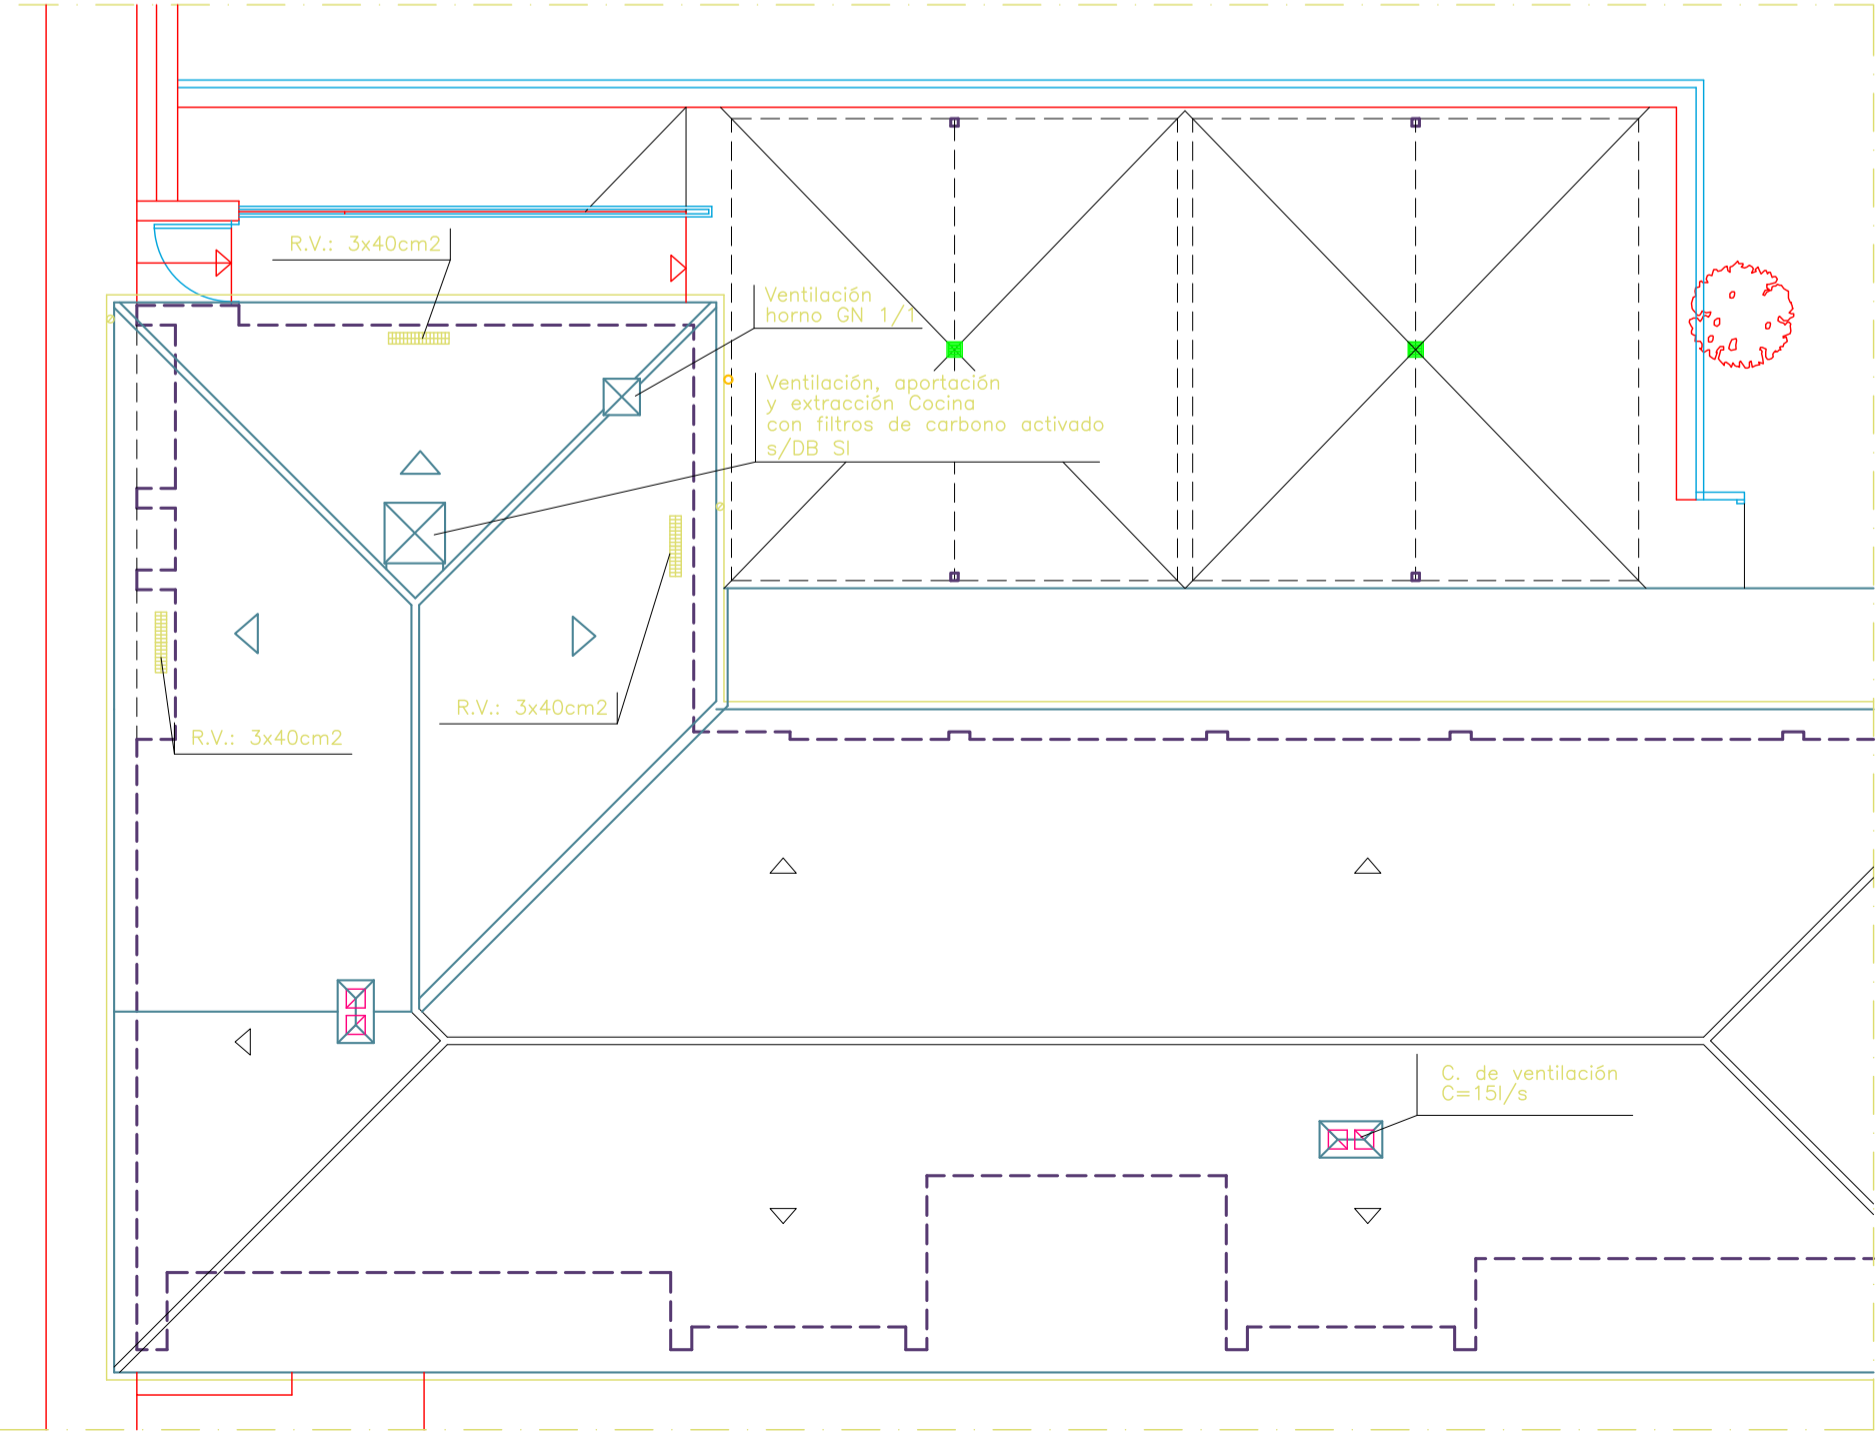 R.V.: 3x40cm2
Ventilación
horno GN 1/1
Ventilación, aportación
y extracción Cocina
con filtros de carbono activado
s/DB SI
R.V.: 3x40cm2
R.V.: 3x40cm2
C. de ventilación
C=15l/s